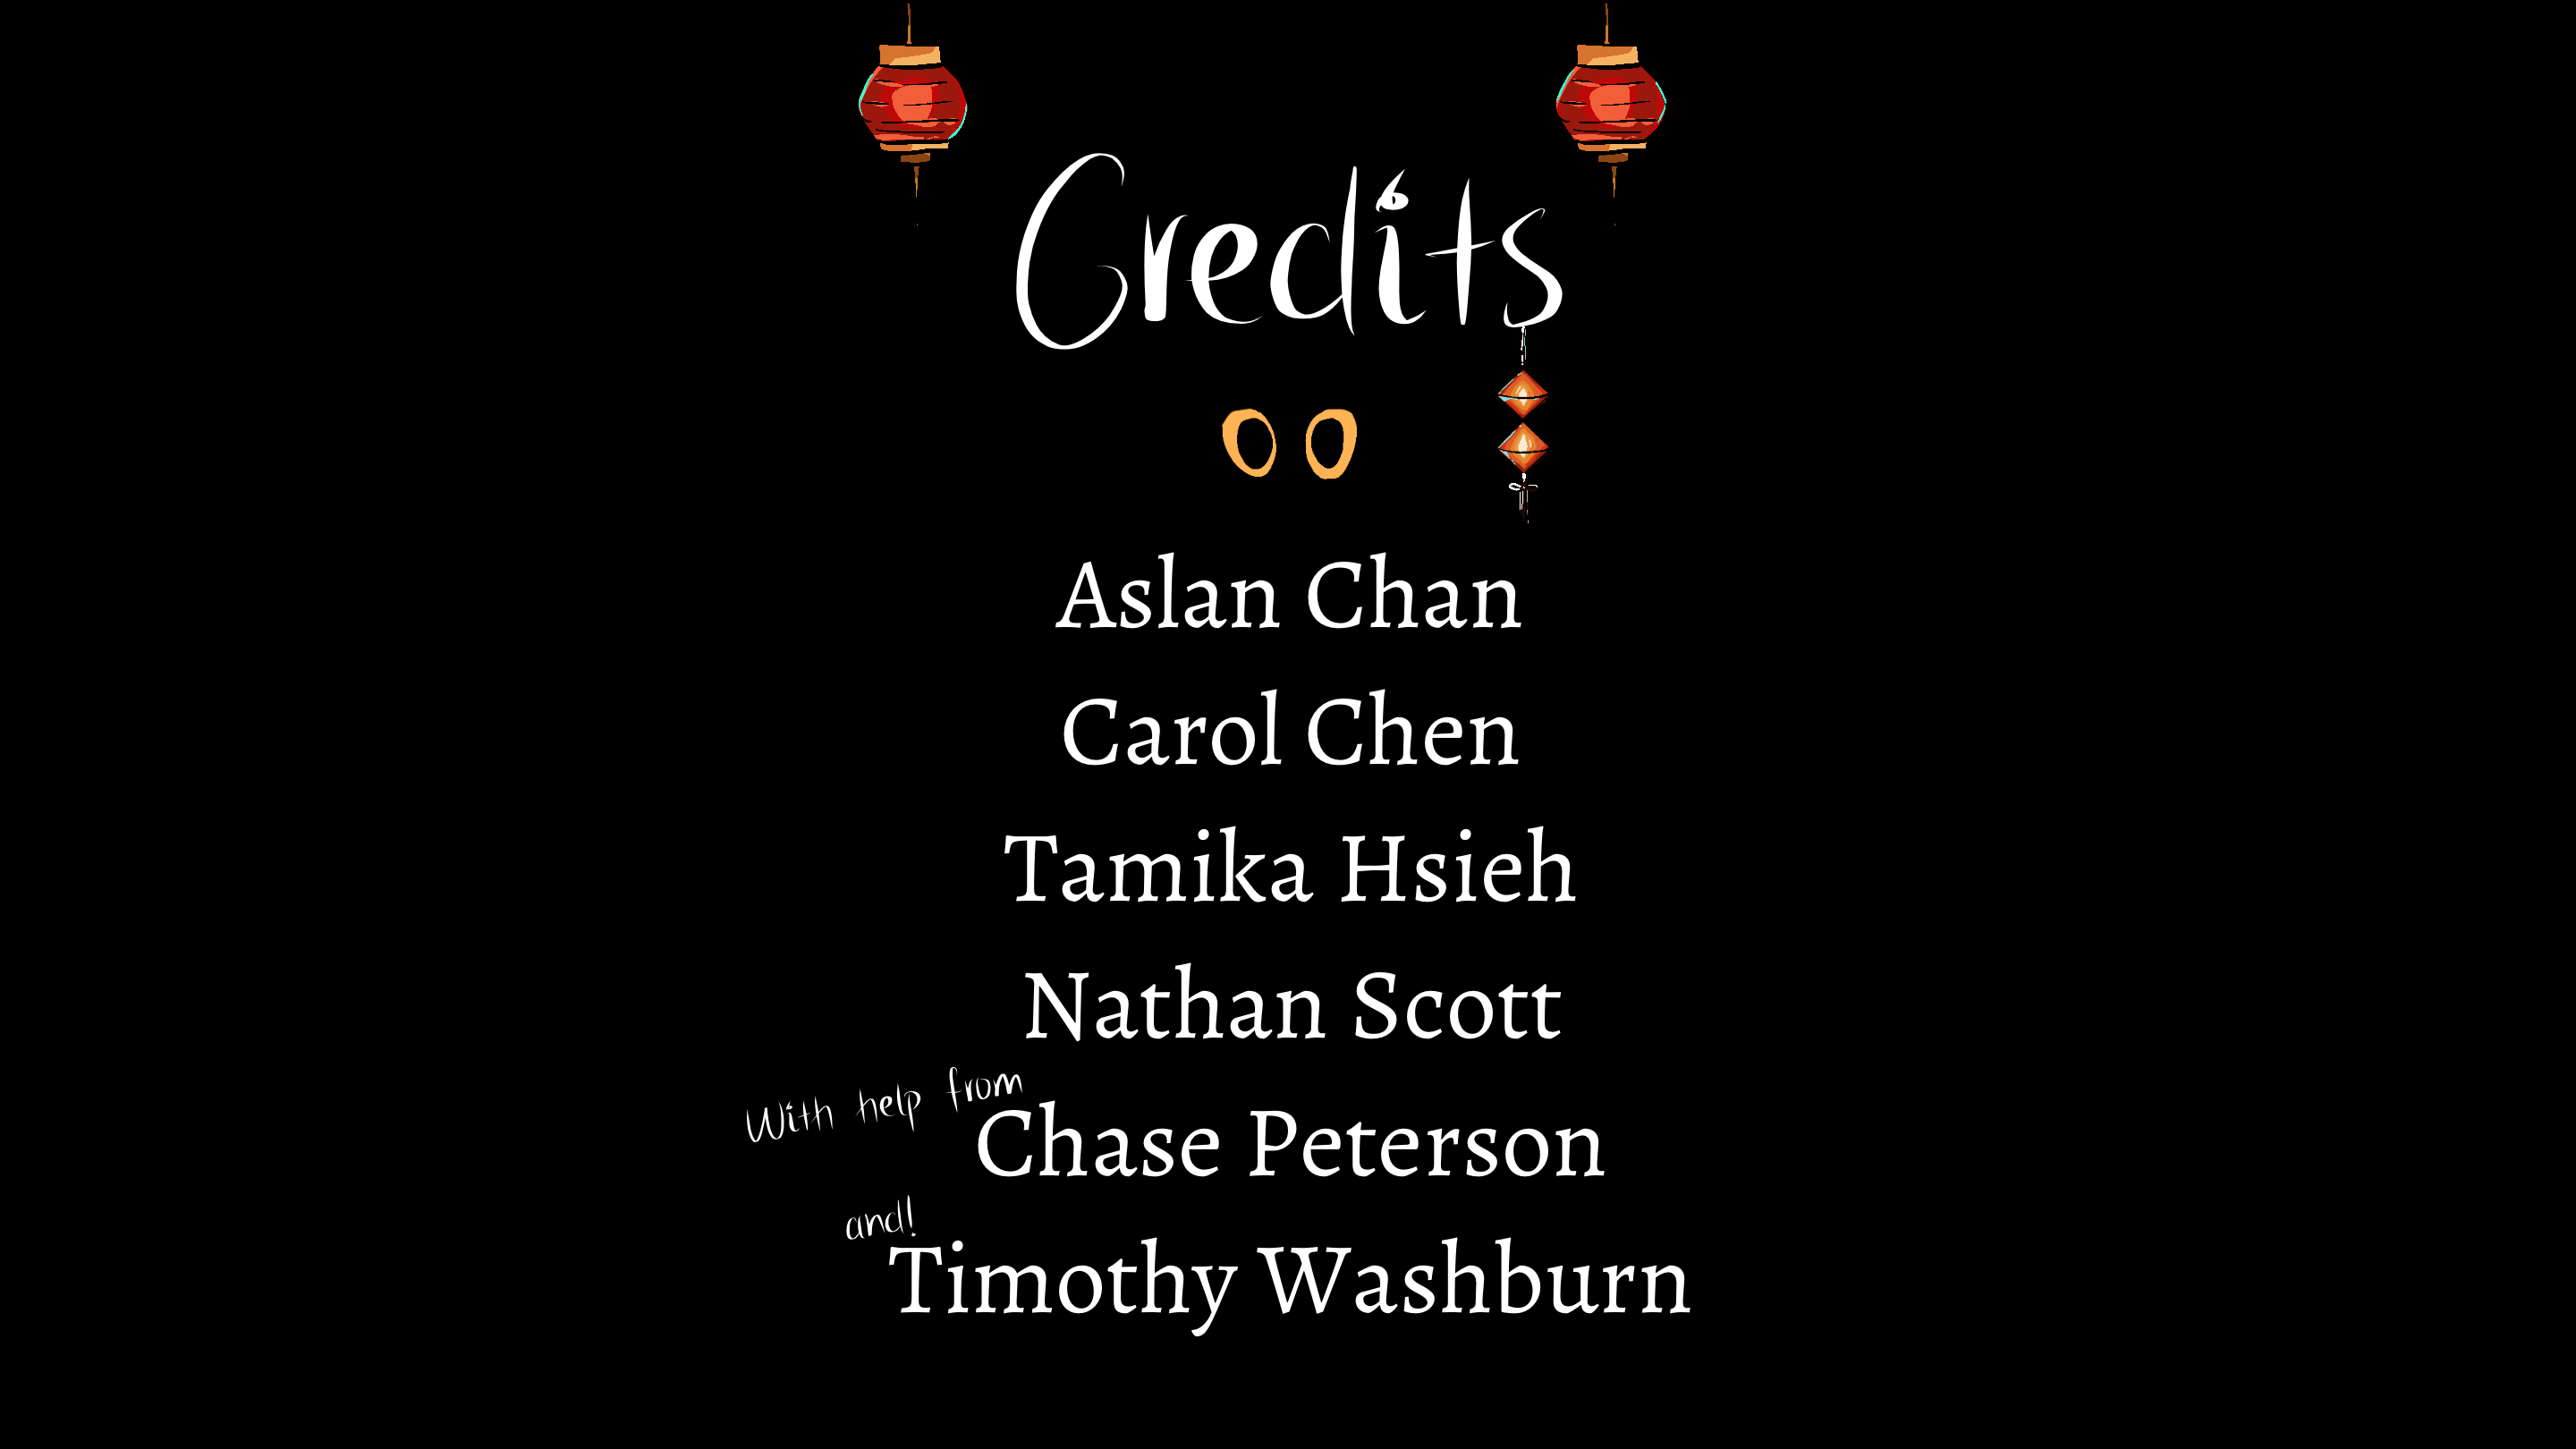 Credits
Aslan Chan
Carol Chen
Tamika Hsieh
Nathan Scott
With help from
Chase Peterson
and!
Timothy Washburn